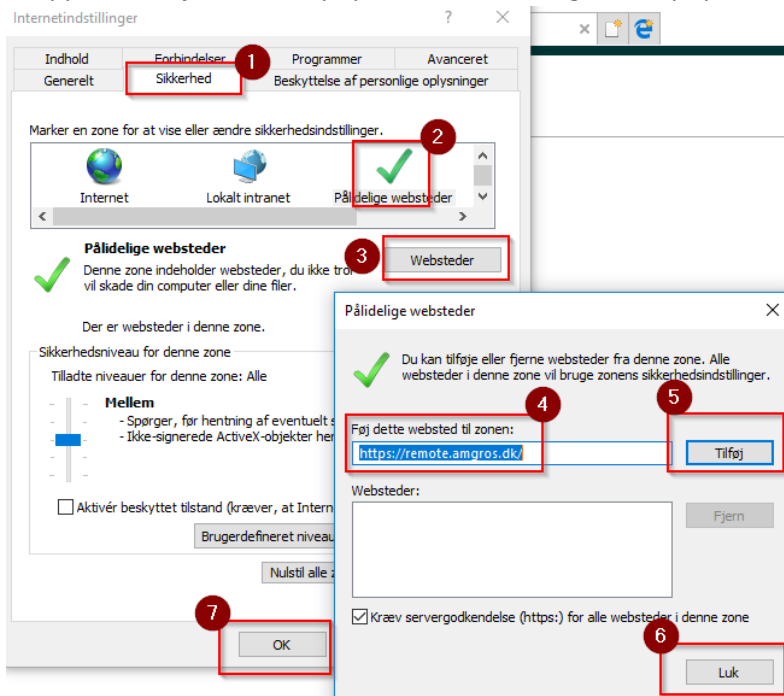 Internetindstillinger
Indhold Forbindelser Programmer Avanceret
Generelt Sikkerhed Beskyttelse af personlige oplysninger
1
Marker en zone for at vise eller ændre sikkerhedsindstillinger.
2
Internet Lokalt intranet Pålidelige websteder
Pålidelige websteder
3
Websteder
Denne zone indeholder websteder, du ikke tror
vil skade din computer eller dine filer.
Der er websteder i denne zone.
Sikkerhedsniveau for denne zone
Tilladte niveauer for denne zone: Alle
Mellem
- Spørger, før hentning af eventuelt
- Ikke-signerede ActiveX-objekter
Aktivér beskyttet tilstand (kræver, at
Brugerdefineret
Nulstil alle
7
OK
Pålidelige websteder
Du kan tilføje eller fjerne websteder fra denne zone. Alle
websteder i denne zone vil bruge zonens sikkerhedsindstillinger.
4
5
Føj dette websted til zonen:
https://remote.amgros.dk/
Tilføj
Websteder:
Fjern
Kræv servergodkendelse (https:) for alle websteder i denne zone
6
Luk